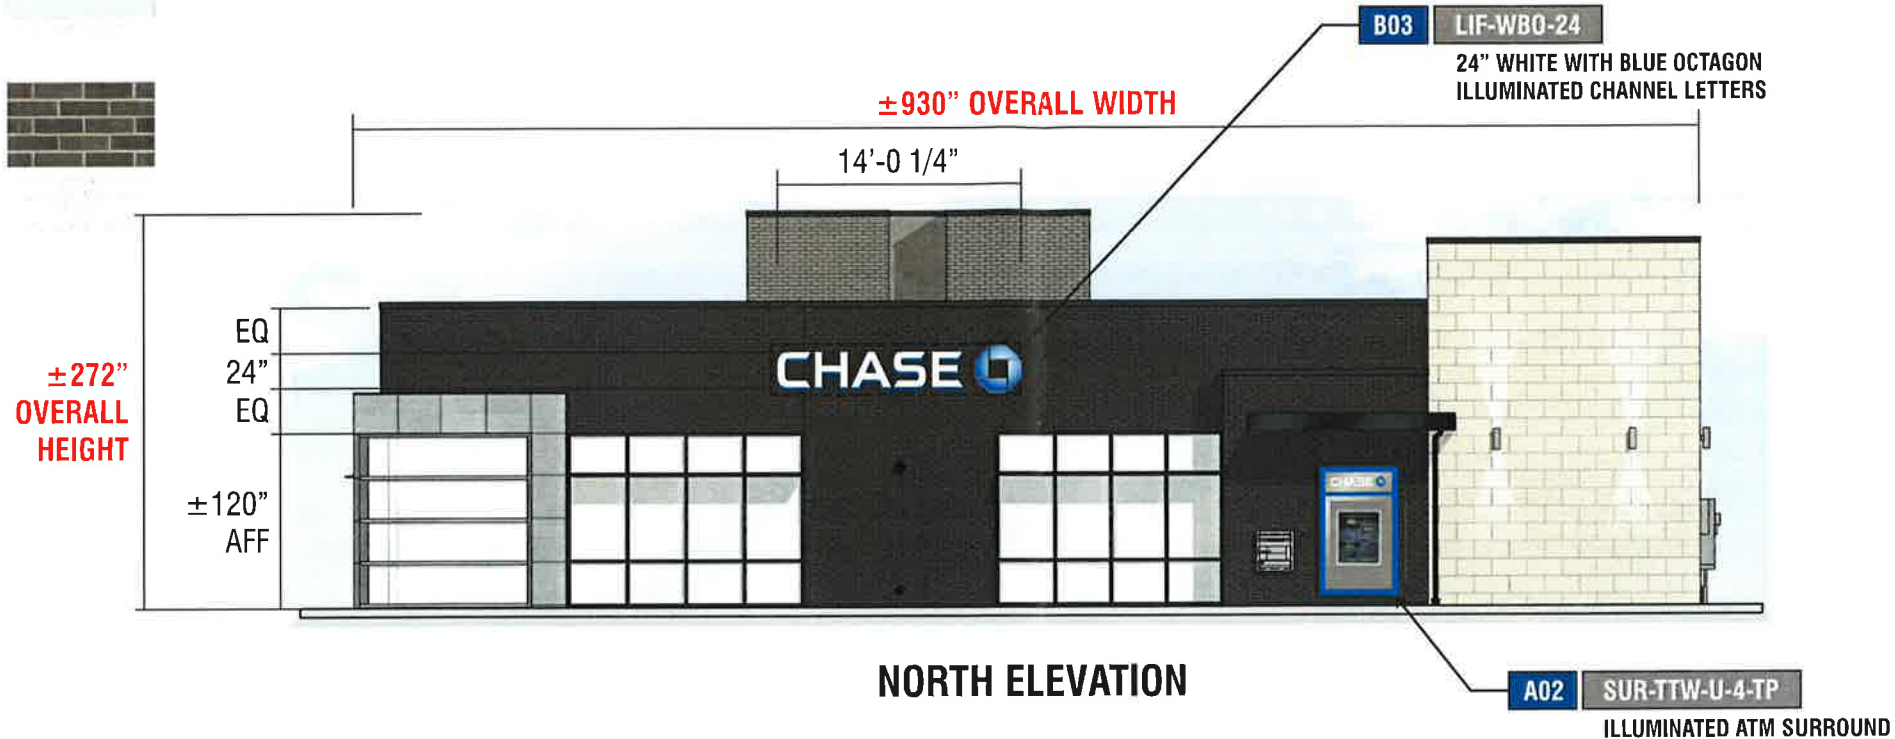 B03 LIF-WBO-24
24” WHITE WITH BLUE OCTAGON
ILLUMINATED CHANNEL LETTERS
±930” OVERALL WIDTH
14’-0 1/4”
EQ
24”
EQ
±272”
OVERALL
HEIGHT
±120”
AFF
CHASE
CHASE
NORTH ELEVATION
A02 SUR-TTW-U-4-TP
ILLUMINATED ATM SURROUND